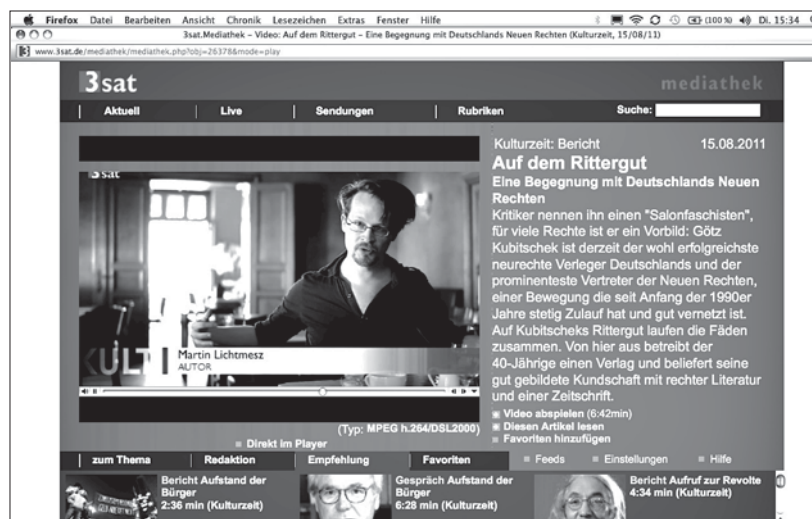 Firefox Datei Bearbeiten Ansicht Chronik Lesezeichen Extras Fenster Hilfe (100 %) Di. 15:34
3sat.Mediathek – Video: Auf dem Rittergut – Eine Begegnung mit Deutschlands Neuen Rechten (Kulturzeit, 15/08/11)
www.3sat.de/mediathek/mediathek.php?obj=26378&mode=play
3sat mediathek
Aktuell Live Sendungen Rubriken Suche:
Kulturzeit: Bericht 15.08.2011
Auf dem Rittergut
Eine Begegnung mit Deutschlands Neuen
Rechten
Kritiker nennen ihn einen "Salonfaschisten",
für viele Rechte ist er ein Vorbild: Götz
Kubitschek ist derzeit der wohl erfolgreichste
neurechte Verleger Deutschlands und der
prominenteste Vertreter der Neuen Rechten,
einer Bewegung die seit Anfang der 1990er
Jahre stetig Zulauf hat und gut vernetzt ist.
Auf Kubitscheks Rittergut laufen die Fäden
zusammen. Von hier aus betreibt der
40-Jährige einen Verlag und beliefert seine
gut gebildete Kundschaft mit rechter Literatur
und einer Zeitschrift.
Video abspielen (6:42min)
Diesen Artikel lesen
Favoriten hinzufügen
3sat
KULT
Martin Lichtmesz
AUTOR
(Typ: MPEG h.264/DSL2000)
Direkt im Player
zum Thema Redaktion Empfehlung Favoriten Feeds Einstellungen Hilfe
Bericht Aufstand der
Bürger
2:36 min (Kulturzeit)
Gespräch Aufstand der
Bürger
6:28 min (Kulturzeit)
Bericht Aufruf zur Revolte
4:34 min (Kulturzeit)